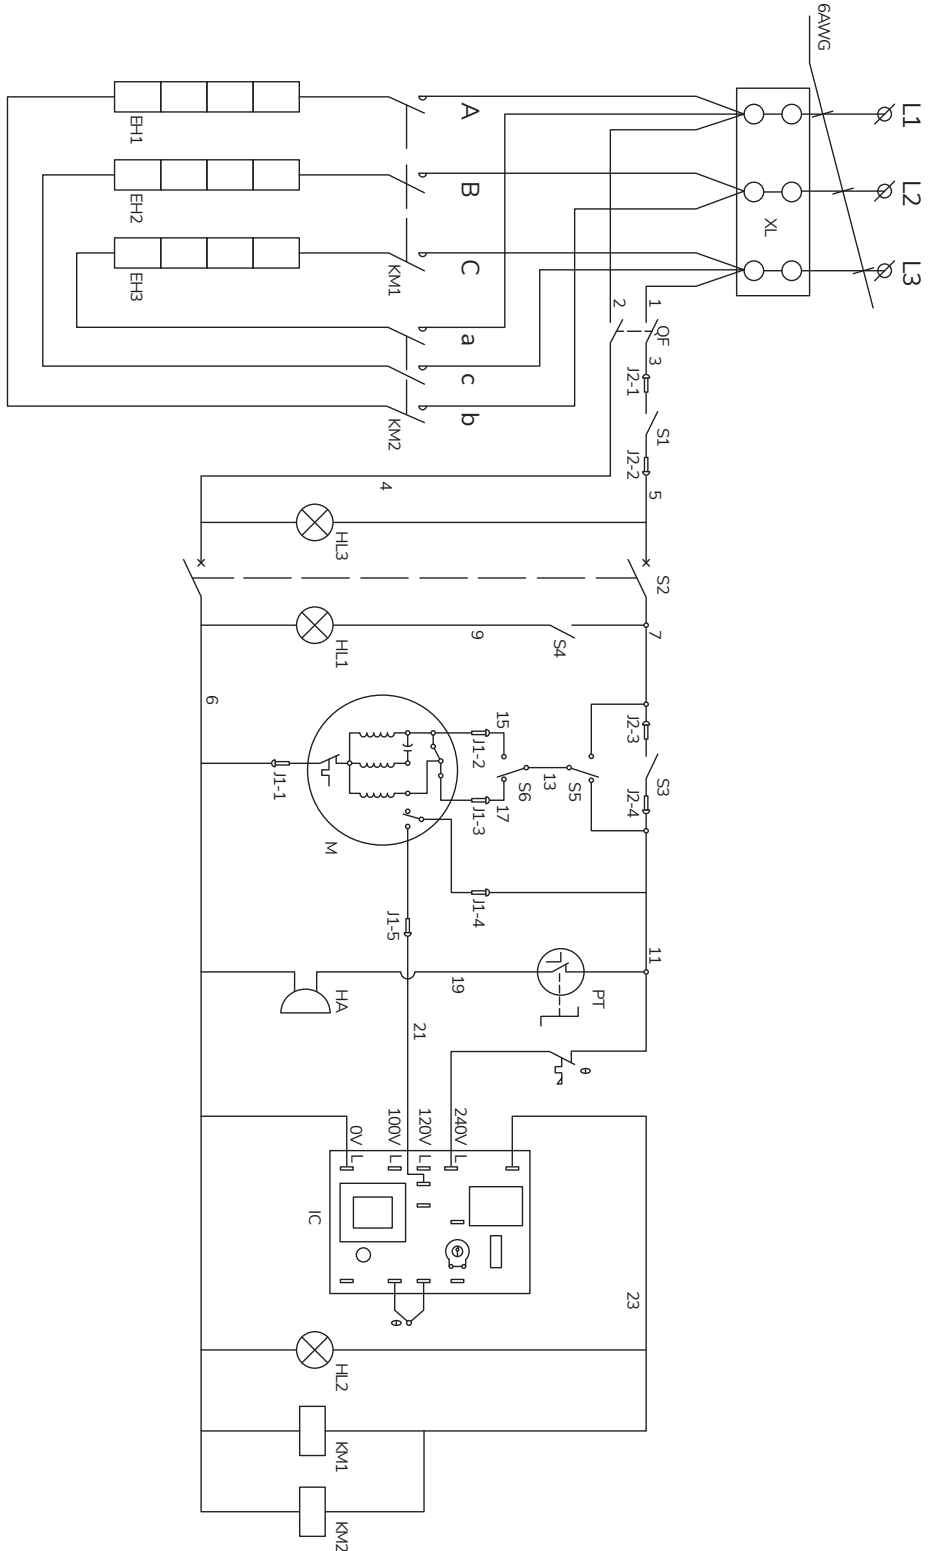 6AWG
L1
L2
L3
XL
A
B
C
EH1
EH2
EH3
KM1
a
c
b
KM2
2
1
QF
3
J2-1
S1
J2-2
5
4
HL3
S2
7
S4
9
HL1
6
J2-3
S3
J2-4
S5
13
S6
15
J1-2
17
J1-3
J1-1
M
J1-4
J1-5
11
PT
19
HA
21
θ
240V L
120V L
100V L
0V L
IC
θ
23
HL2
KM1
KM2